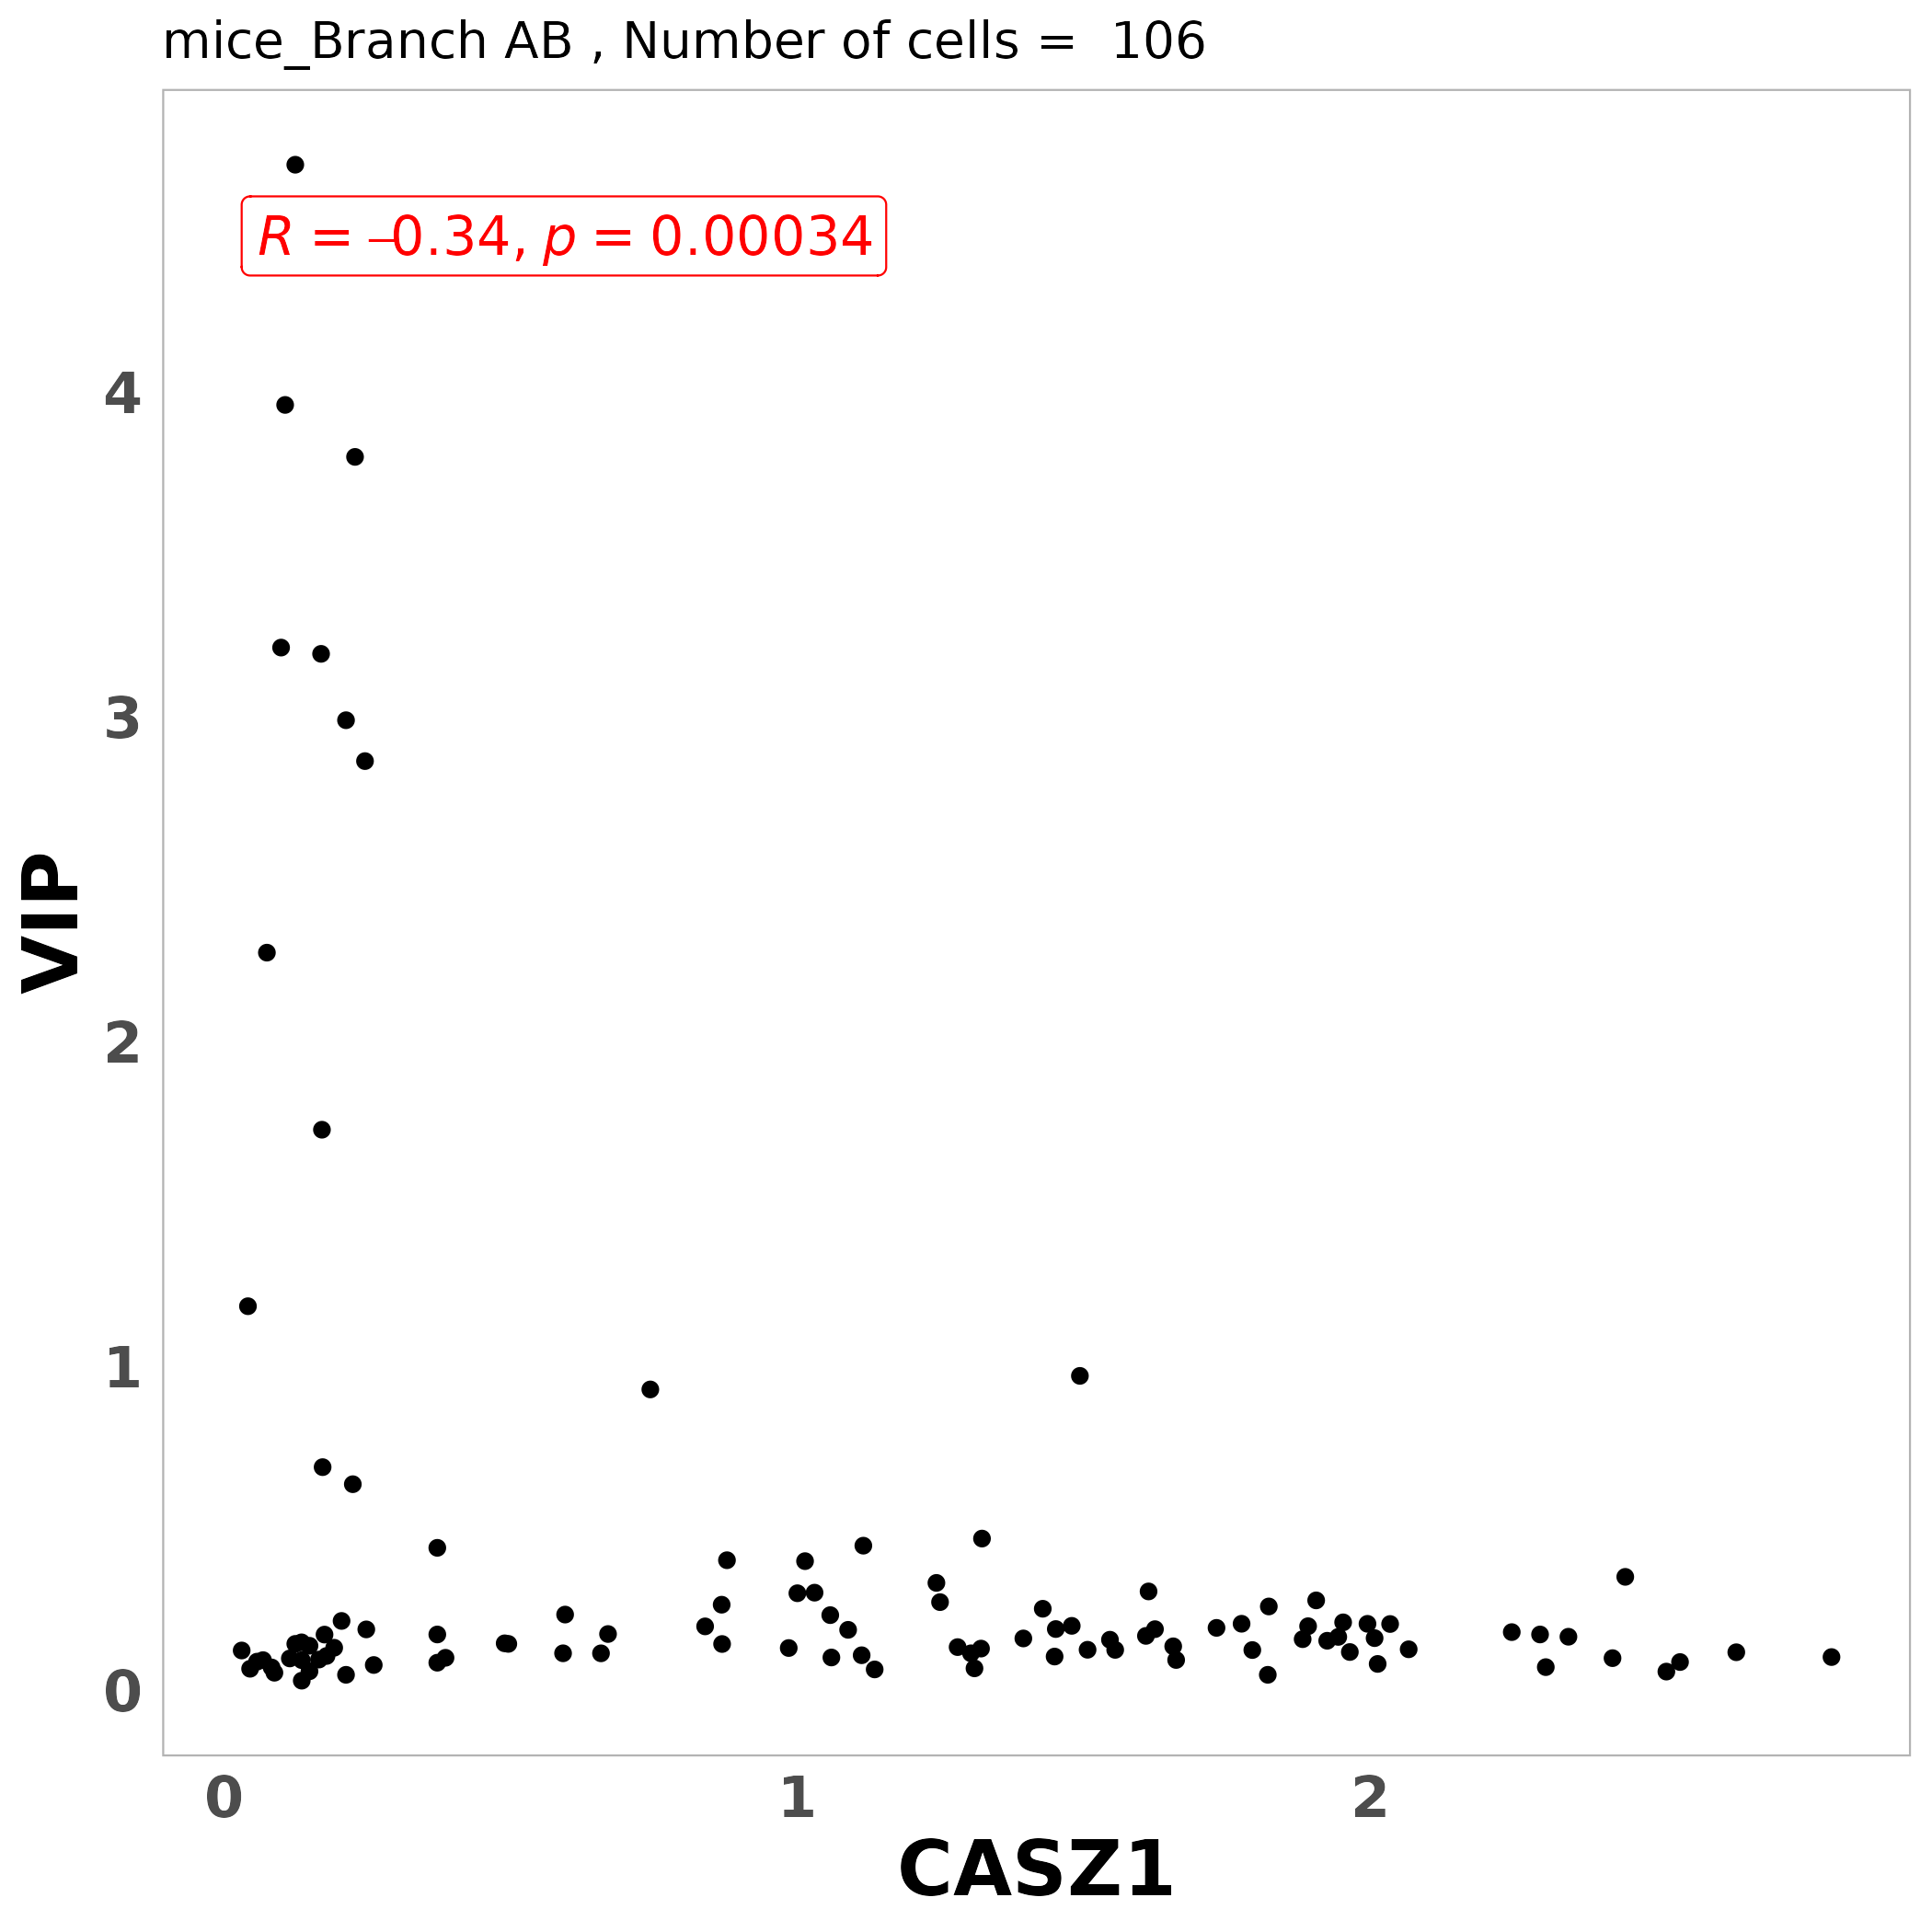 mice_Branch AB , Number of cells =  106
R = –0.34, p = 0.00034
4
3
2
1
0
VIP
0 1 2
CASZ1